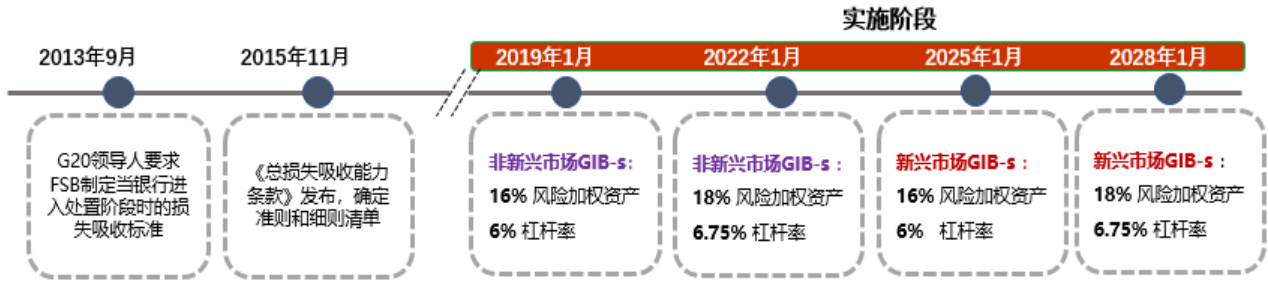 实施阶段
2013年9月
2015年11月
2019年1月
2022年1月
2025年1月
2028年1月
G20领导人要求
FSB制定当银行进
入处置阶段时的损
失吸收标准
《总损失吸收能力
条款》发布，确定
准则和细则清单
非新兴市场GIB-s：
16% 风险加权资产
6% 杠杆率
非新兴市场GIB-s：
18% 风险加权资产
6.75% 杠杆率
新兴市场GIB-s：
16% 风险加权资产
6% 杠杆率
新兴市场GIB-s：
18% 风险加权资产
6.75% 杠杆率